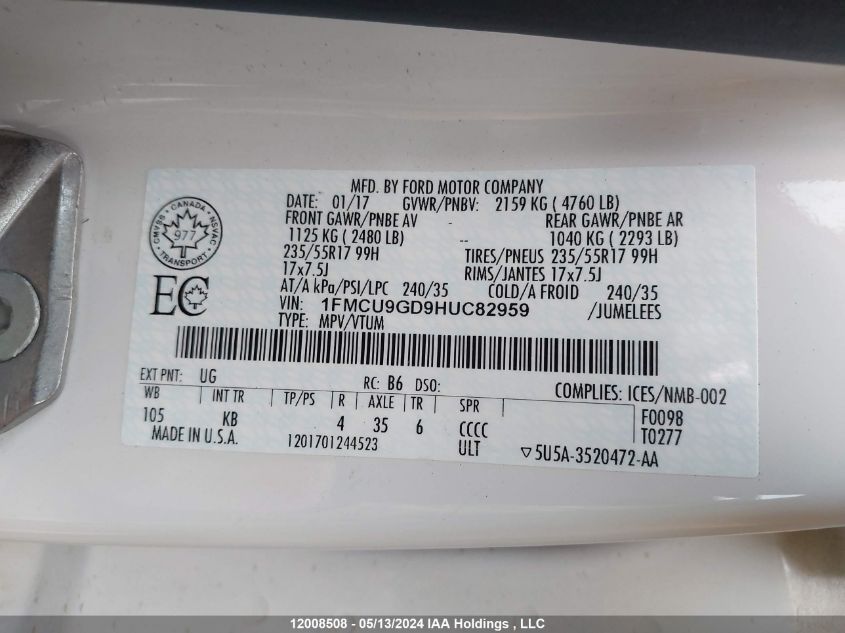 MFD. BY FORD MOTOR COMPANY
DATE: 01/17 GVWR/PNBV: 2159 KG ( 4760 LB)
FRONT GAWR/PNBE AV - REAR GAWR/PNBE AR
1125 KG ( 2480 LB) -- 1040 KG ( 2293 LB)
235/55R17 99H TIRES/PNEUS 235/55R17 99H
17x7.5J RIMS/JANTES 17x7.5J
AT/A kPa/PSI/LPC 240/35 COLD/A FROID 240/35
VIN: 1FMCU9GD9HUC82959 /JUMELEES
TYPE: MPV/VTUM
CANADA
CMVSS NSVAC
977
TRANSPORT
EC
EXT PNT: UG RC: B6 DSO: COMPLIES: ICES/NMB-002
WB INT TR TP/PS R AXLE TR SPR F0098
105 KB 4 35 6 CCCC T0277
MADE IN U.S.A. 1201701244523 ULT ▽5U5A-3520472-AA
12008508 - 05/13/2024 IAA Holdings , LLC